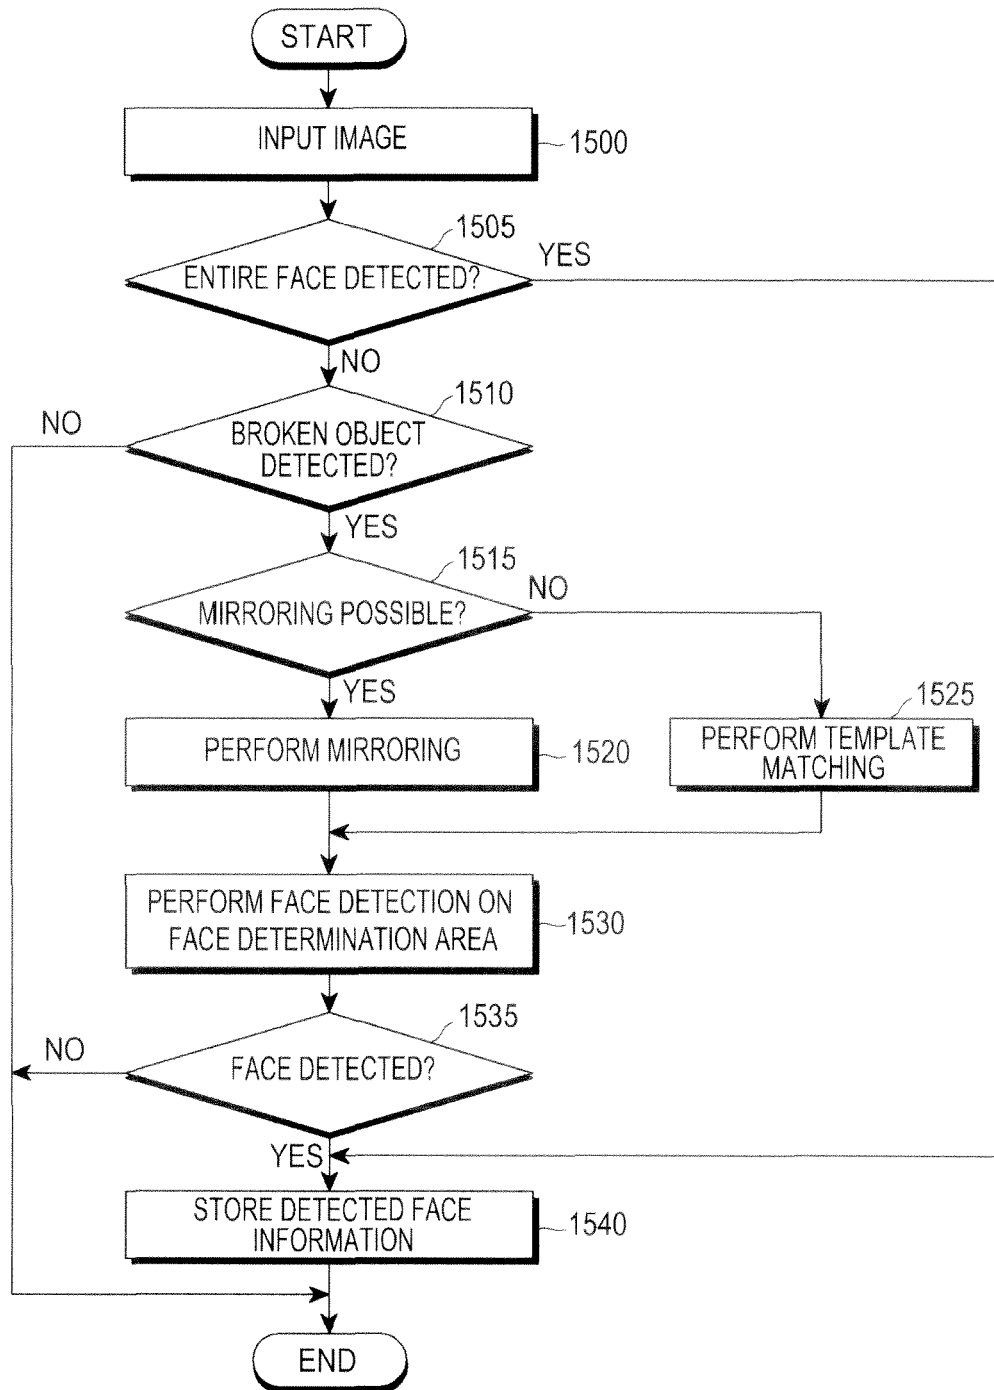 START
INPUT IMAGE
1500
1505
YES
ENTIRE FACE DETECTED?
NO
1510
NO
BROKEN OBJECT
DETECTED?
YES
1515
NO
MIRRORING POSSIBLE?
YES
1525
PERFORM MIRRORING
1520
PERFORM TEMPLATE
MATCHING
PERFORM FACE DETECTION ON
FACE DETERMINATION AREA
1530
1535
NO
FACE DETECTED?
YES
STORE DETECTED FACE
INFORMATION
1540
END